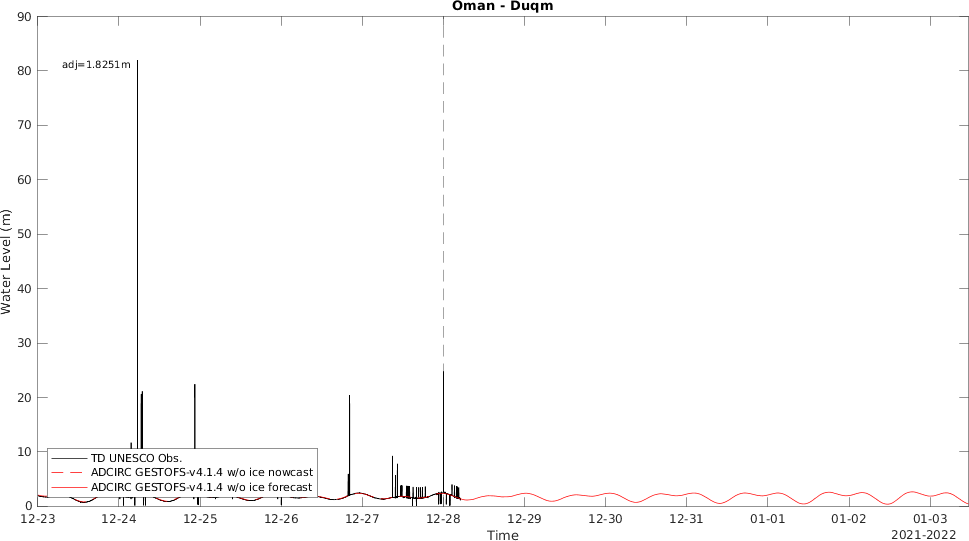 Oman - Duqm
adj=1.8251m
Water Level (m)
90
80
70
60
50
40
30
20
10
0
TD UNESCO Obs.
ADCIRC GESTOFS-v4.1.4 w/o ice nowcast
ADCIRC GESTOFS-v4.1.4 w/o ice forecast
12-23 12-24 12-25 12-26 12-27 12-28 12-29 12-30 12-31 01-01 01-02 01-03
Time
2021-2022